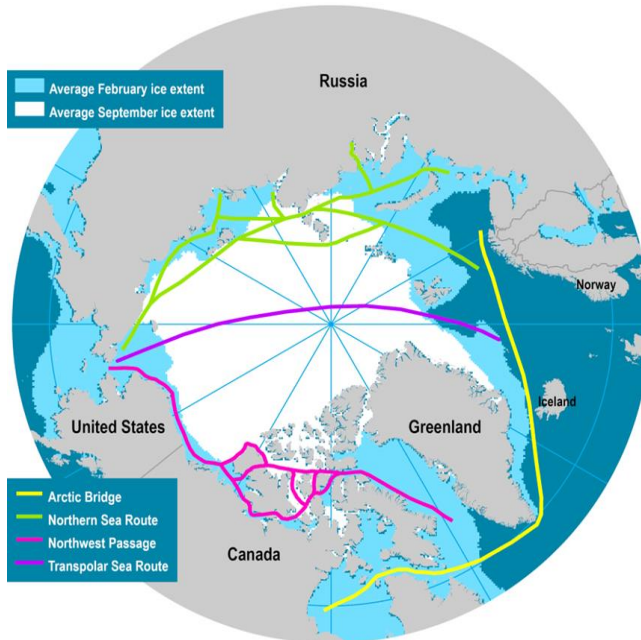 Russia
Average February ice extent
Average September ice extent
Norway
Iceland
United States
Greenland
Arctic Bridge
Northern Sea Route
Northwest Passage
Transpolar Sea Route
Canada